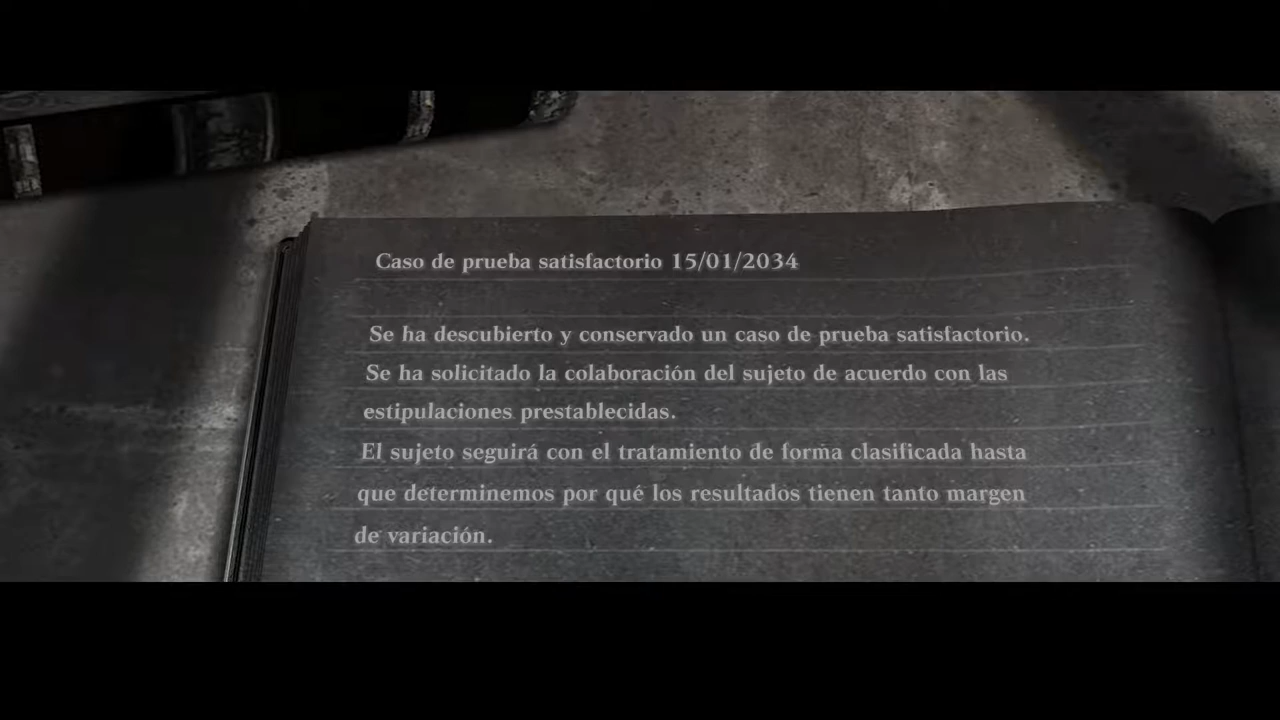 Caso de prueba satisfactorio 15/01/2034
Se ha descubierto y conservado un caso de prueba satisfactorio.
Se ha solicitado la colaboración del sujeto de acuerdo con las
estipulaciones prestablecidas.
El sujeto seguirá con el tratamiento de forma clasificada hasta
que determinemos por qué los resultados tienen tanto margen
de variación.